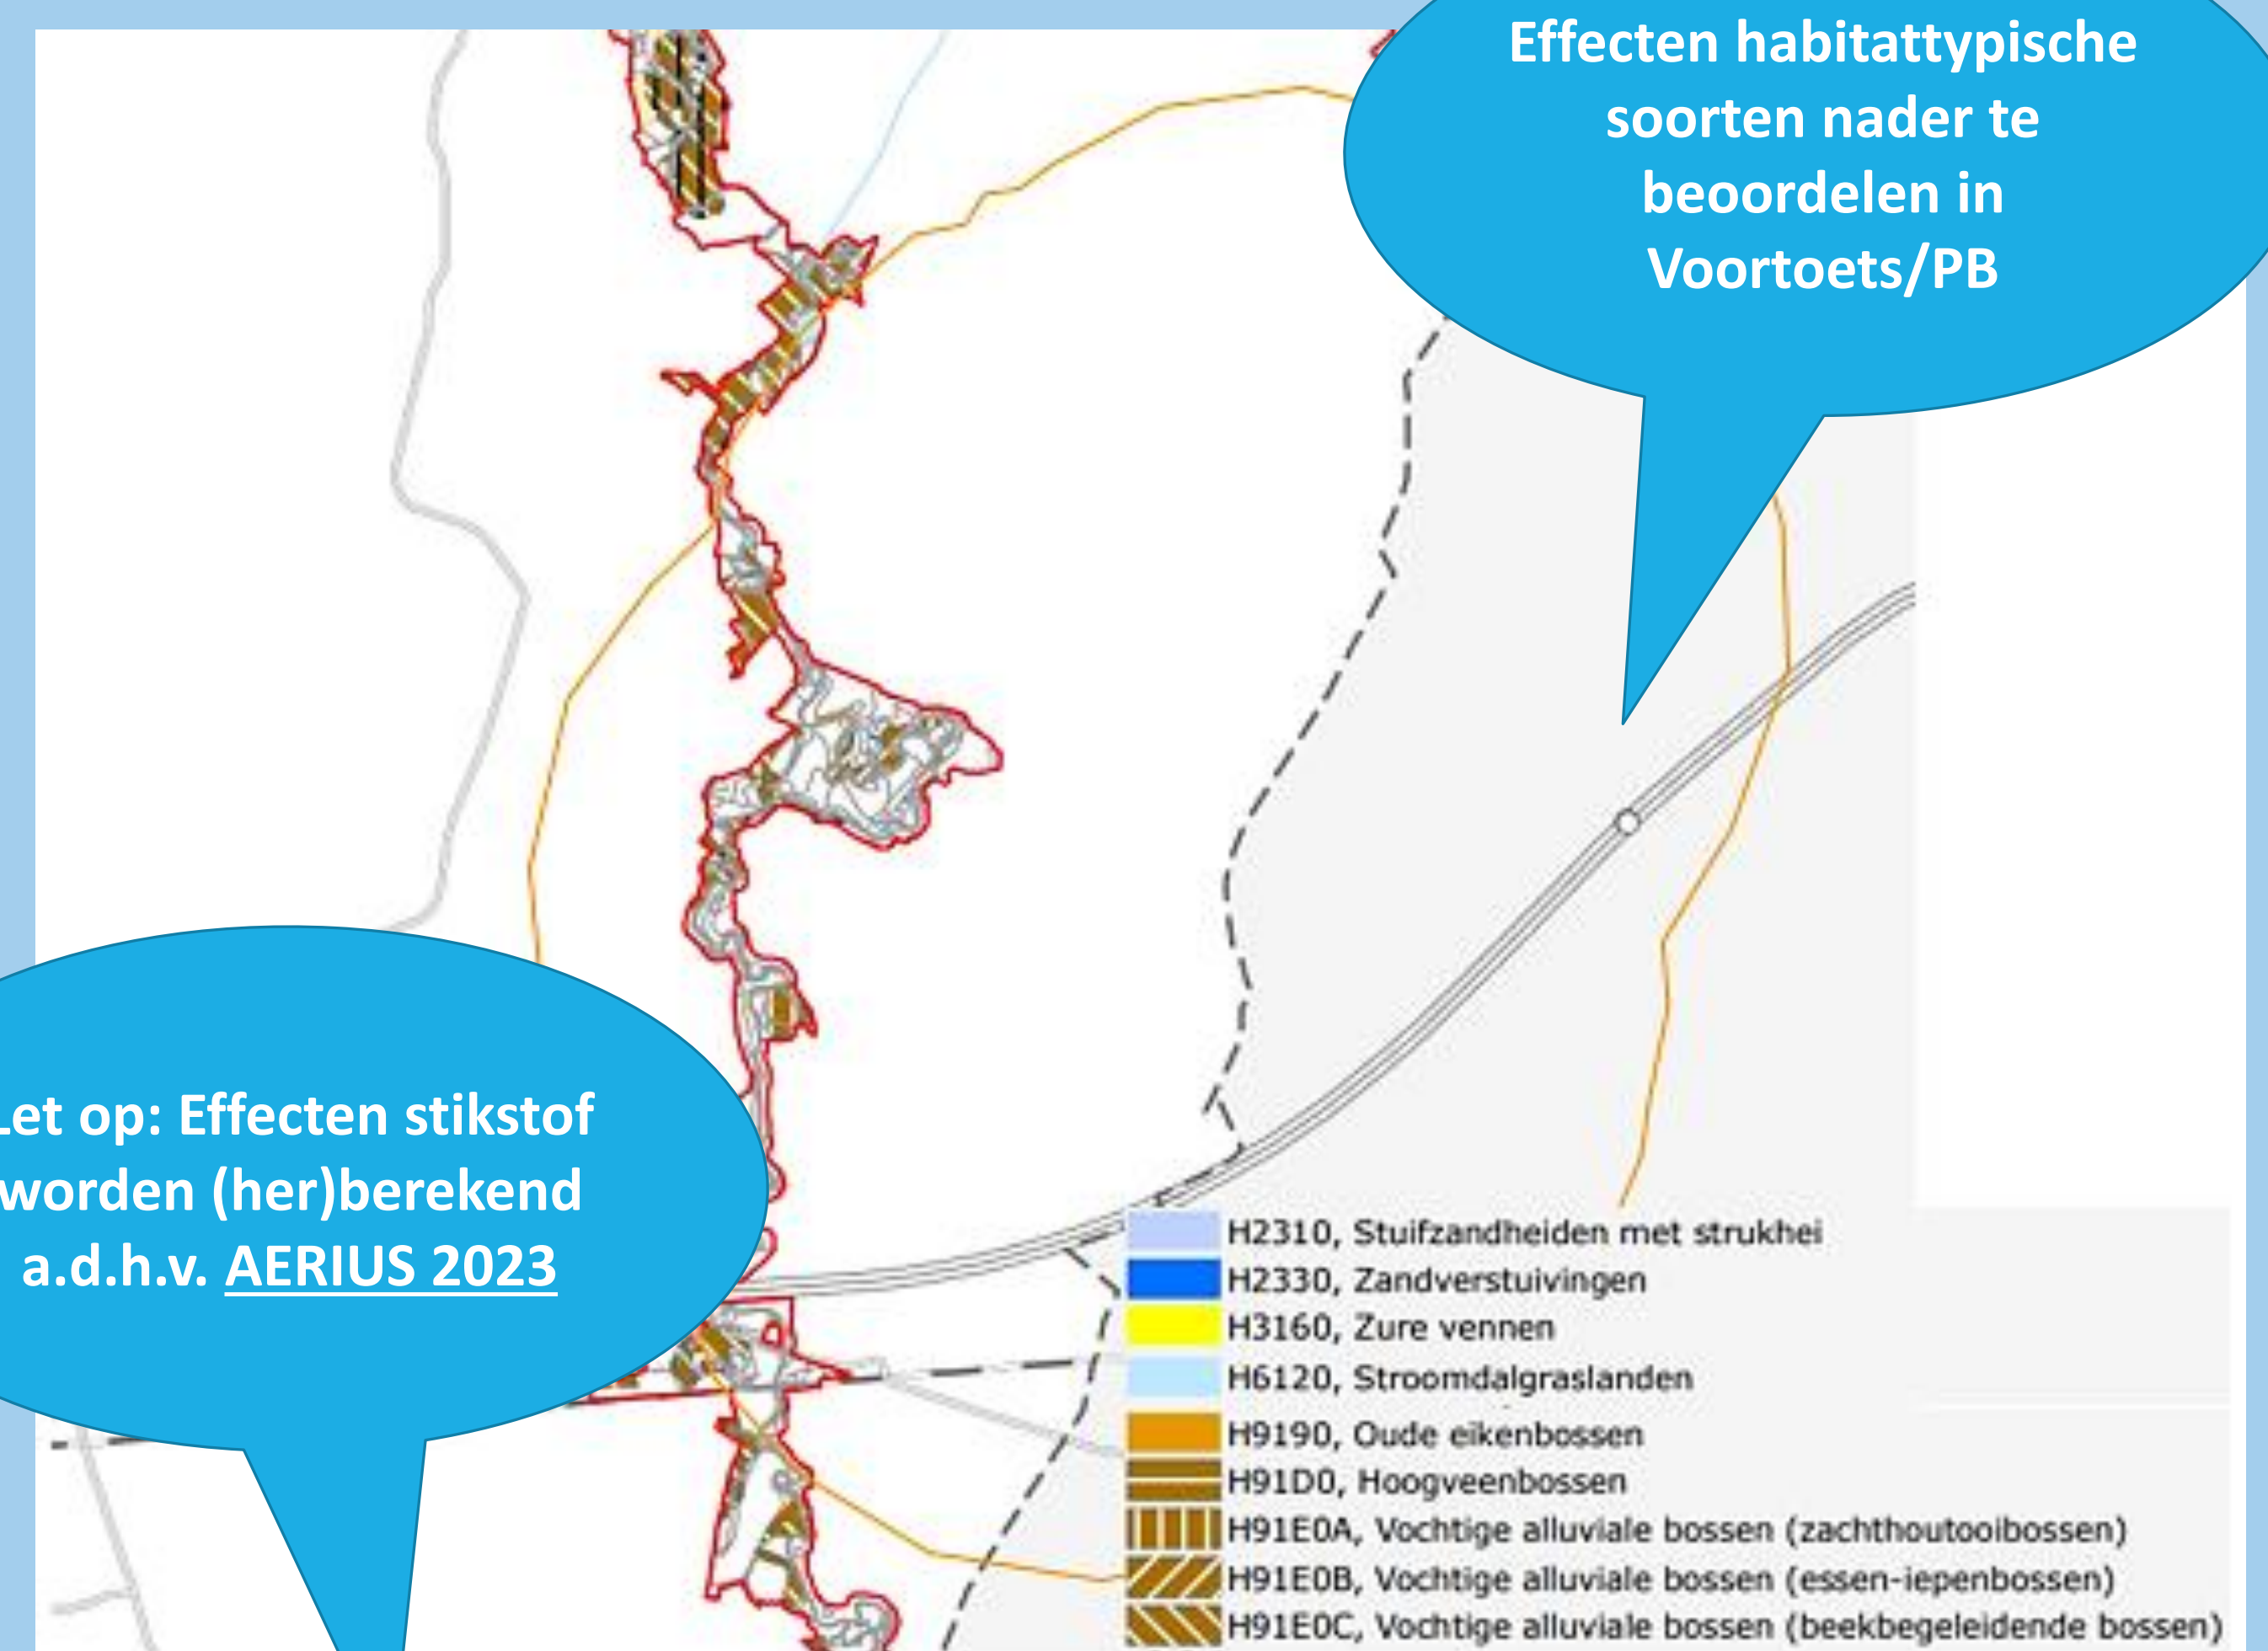 Effecten habitattypische
soorten nader te
beoordelen in
Voortoets/PB
Let op: Effecten stikstof
worden (her)berekend
a.d.h.v. AERIUS 2023
H2310, Stuifzandheiden met strukhei
H2330, Zandverstuivingen
H3160, Zure vennen
H6120, Stroomdalgraslanden
H9190, Oude eikenbossen
H91D0, Hoogveenbossen
H91E0A, Vochtige alluviale bossen (zachthoutooibossen)
H91E0B, Vochtige alluviale bossen (essen-iepenbossen)
H91E0C, Vochtige alluviale bossen (beekbegeleidende bossen)